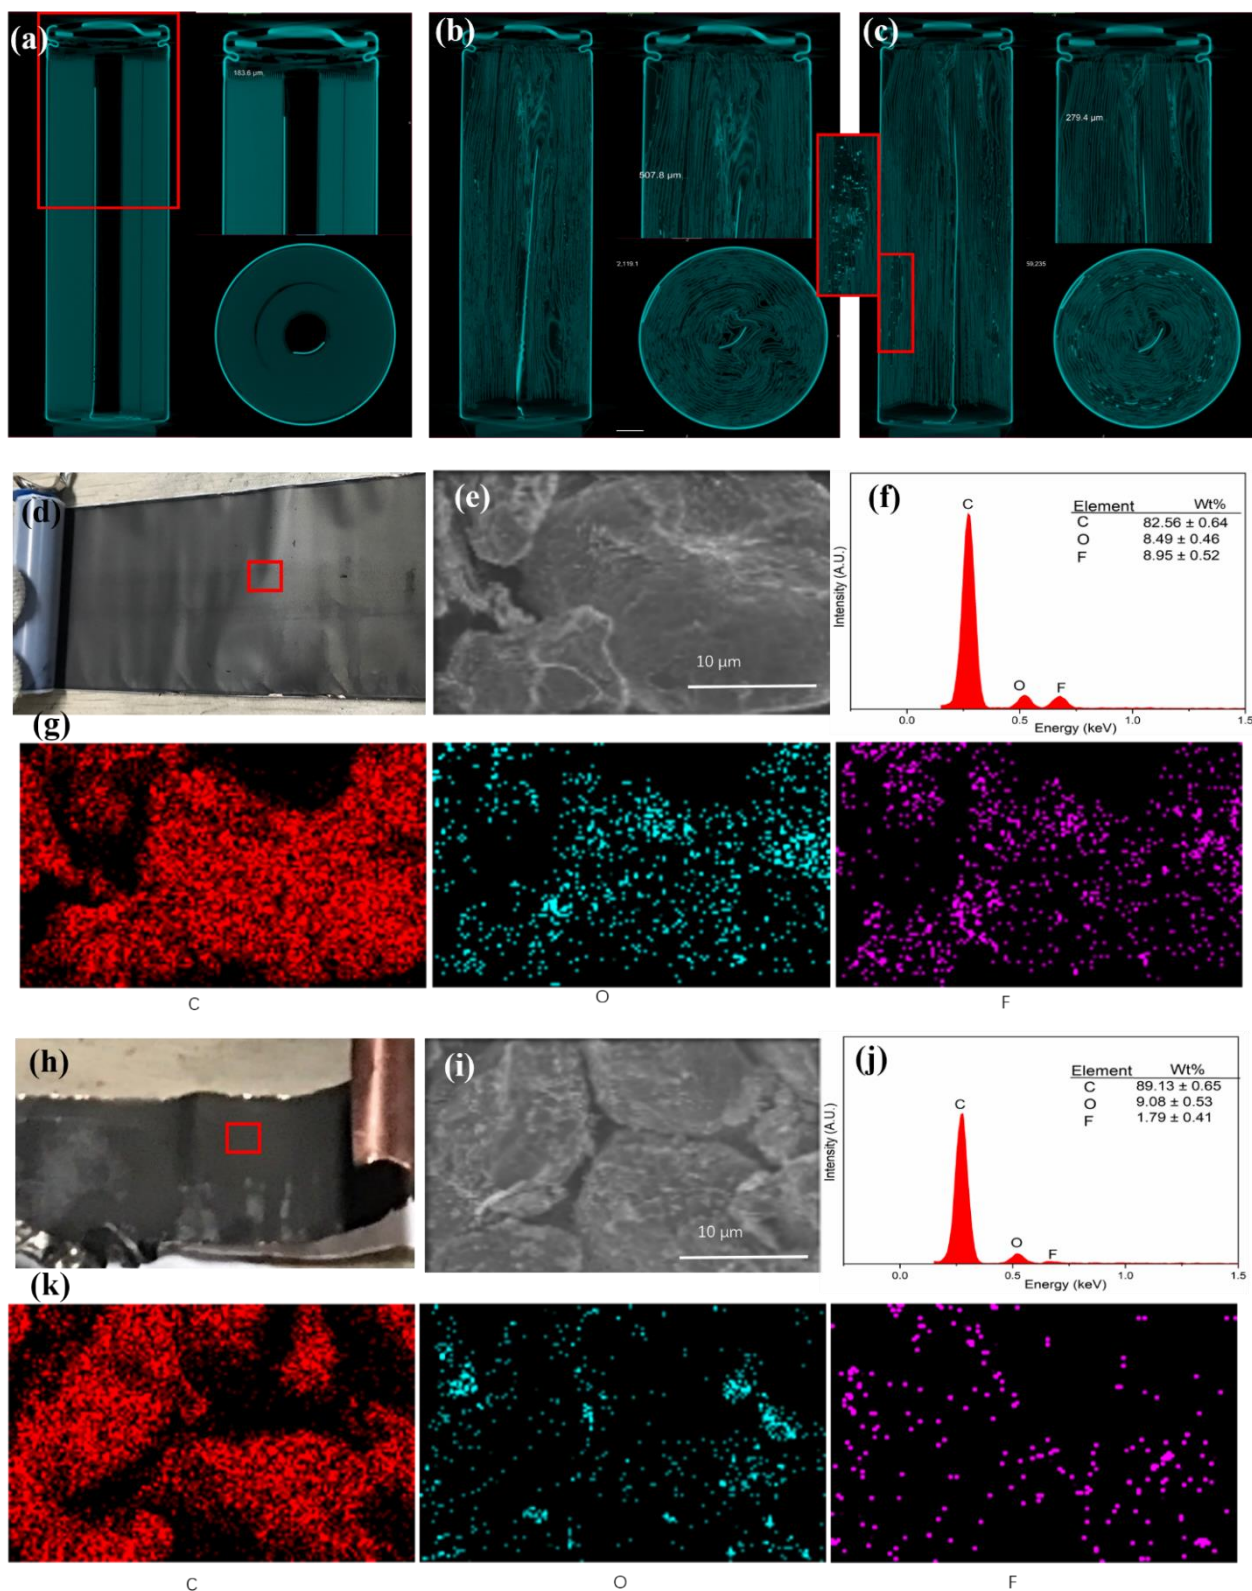 (a)
183.6 μm.
(b)
507.8 μm
2,119.1
(c)
279.4 μm
59,235
(d)
(e)
10 μm
(f)
Intensity (A.U.)
Element Wt%
C 82.56 ± 0.64
O 8.49 ± 0.46
F 8.95 ± 0.52
C
O
F
0.0 0.5 1.0 1.5
Energy (keV)
(g)
C
O
F
(h)
(i)
10 μm
(j)
Intensity (A.U.)
Element Wt%
C 89.13 ± 0.65
O 9.08 ± 0.53
F 1.79 ± 0.41
C
O
F
0.0 0.5 1.0 1.5
Energy (keV)
(k)
C
O
F